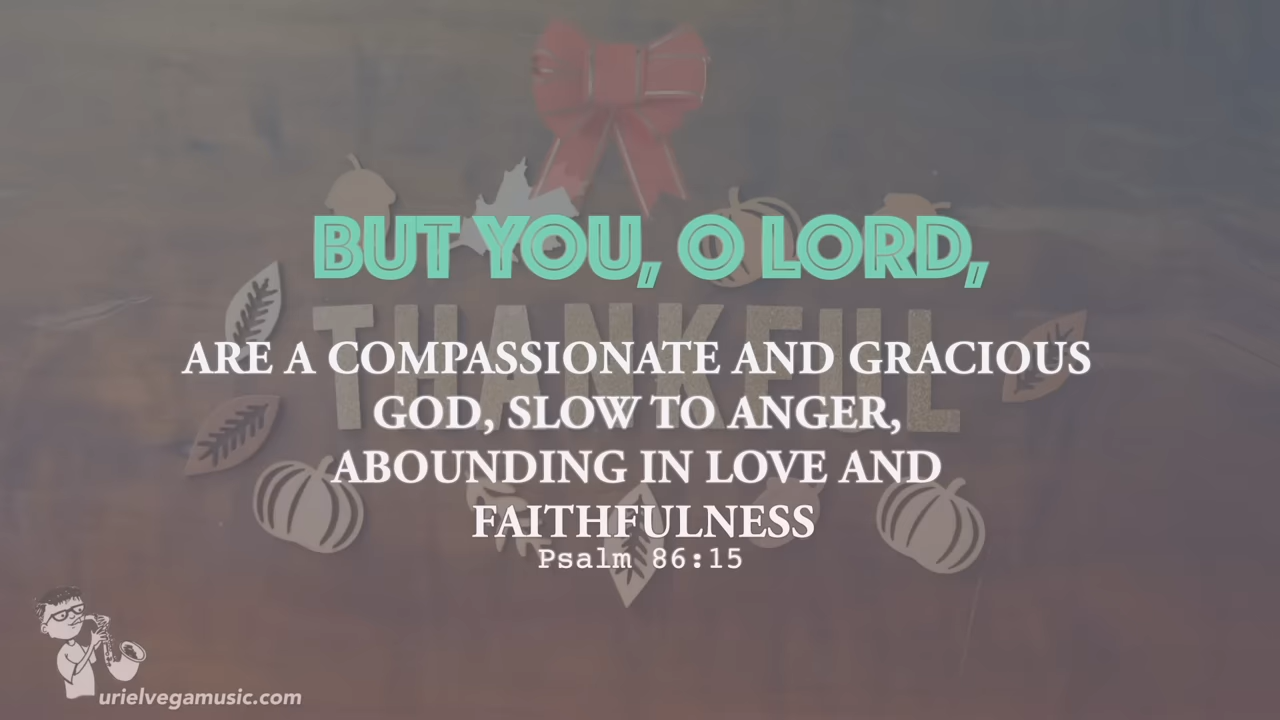 BUT YOU, O LORD,
THANKFUL
ARE A COMPASSIONATE AND GRACIOUS
GOD, SLOW TO ANGER,
ABOUNDING IN LOVE AND
FAITHFULNESS
Psalm 86:15
urielvegamusic.com